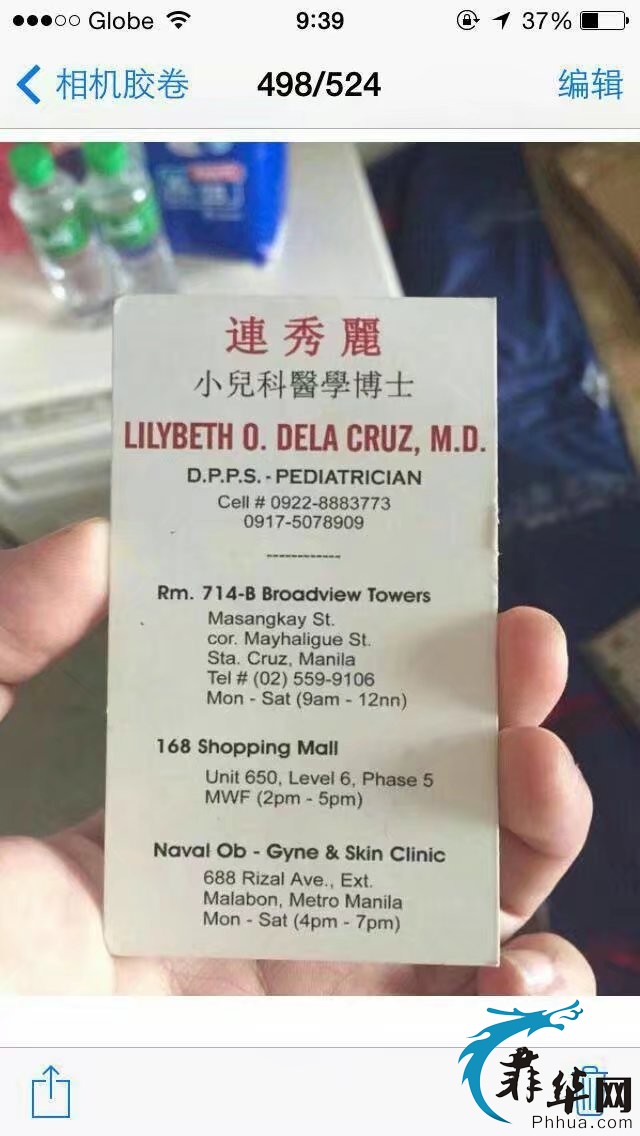 Globe 9:39 37%
相机胶卷 498/524 编辑
連秀麗
小兒科醫學博士
LILYBETH O. DELA CRUZ, M.D.
D.P.P.S. - PEDIATRICIAN
Cell # 0922-8883773
0917-5078909
------------
Rm. 714-B Broadview Towers
Masangkay St.
cor. Mayhaligue St.
Sta. Cruz, Manila
Tel # (02) 559-9106
Mon - Sat (9am - 12nn)
168 Shopping Mall
Unit 650, Level 6, Phase 5
MWF (2pm - 5pm)
Naval Ob - Gyne & Skin Clinic
688 Rizal Ave., Ext.
Malabon, Metro Manila
Mon - Sat (4pm - 7pm)
菲华网
Phhua.com